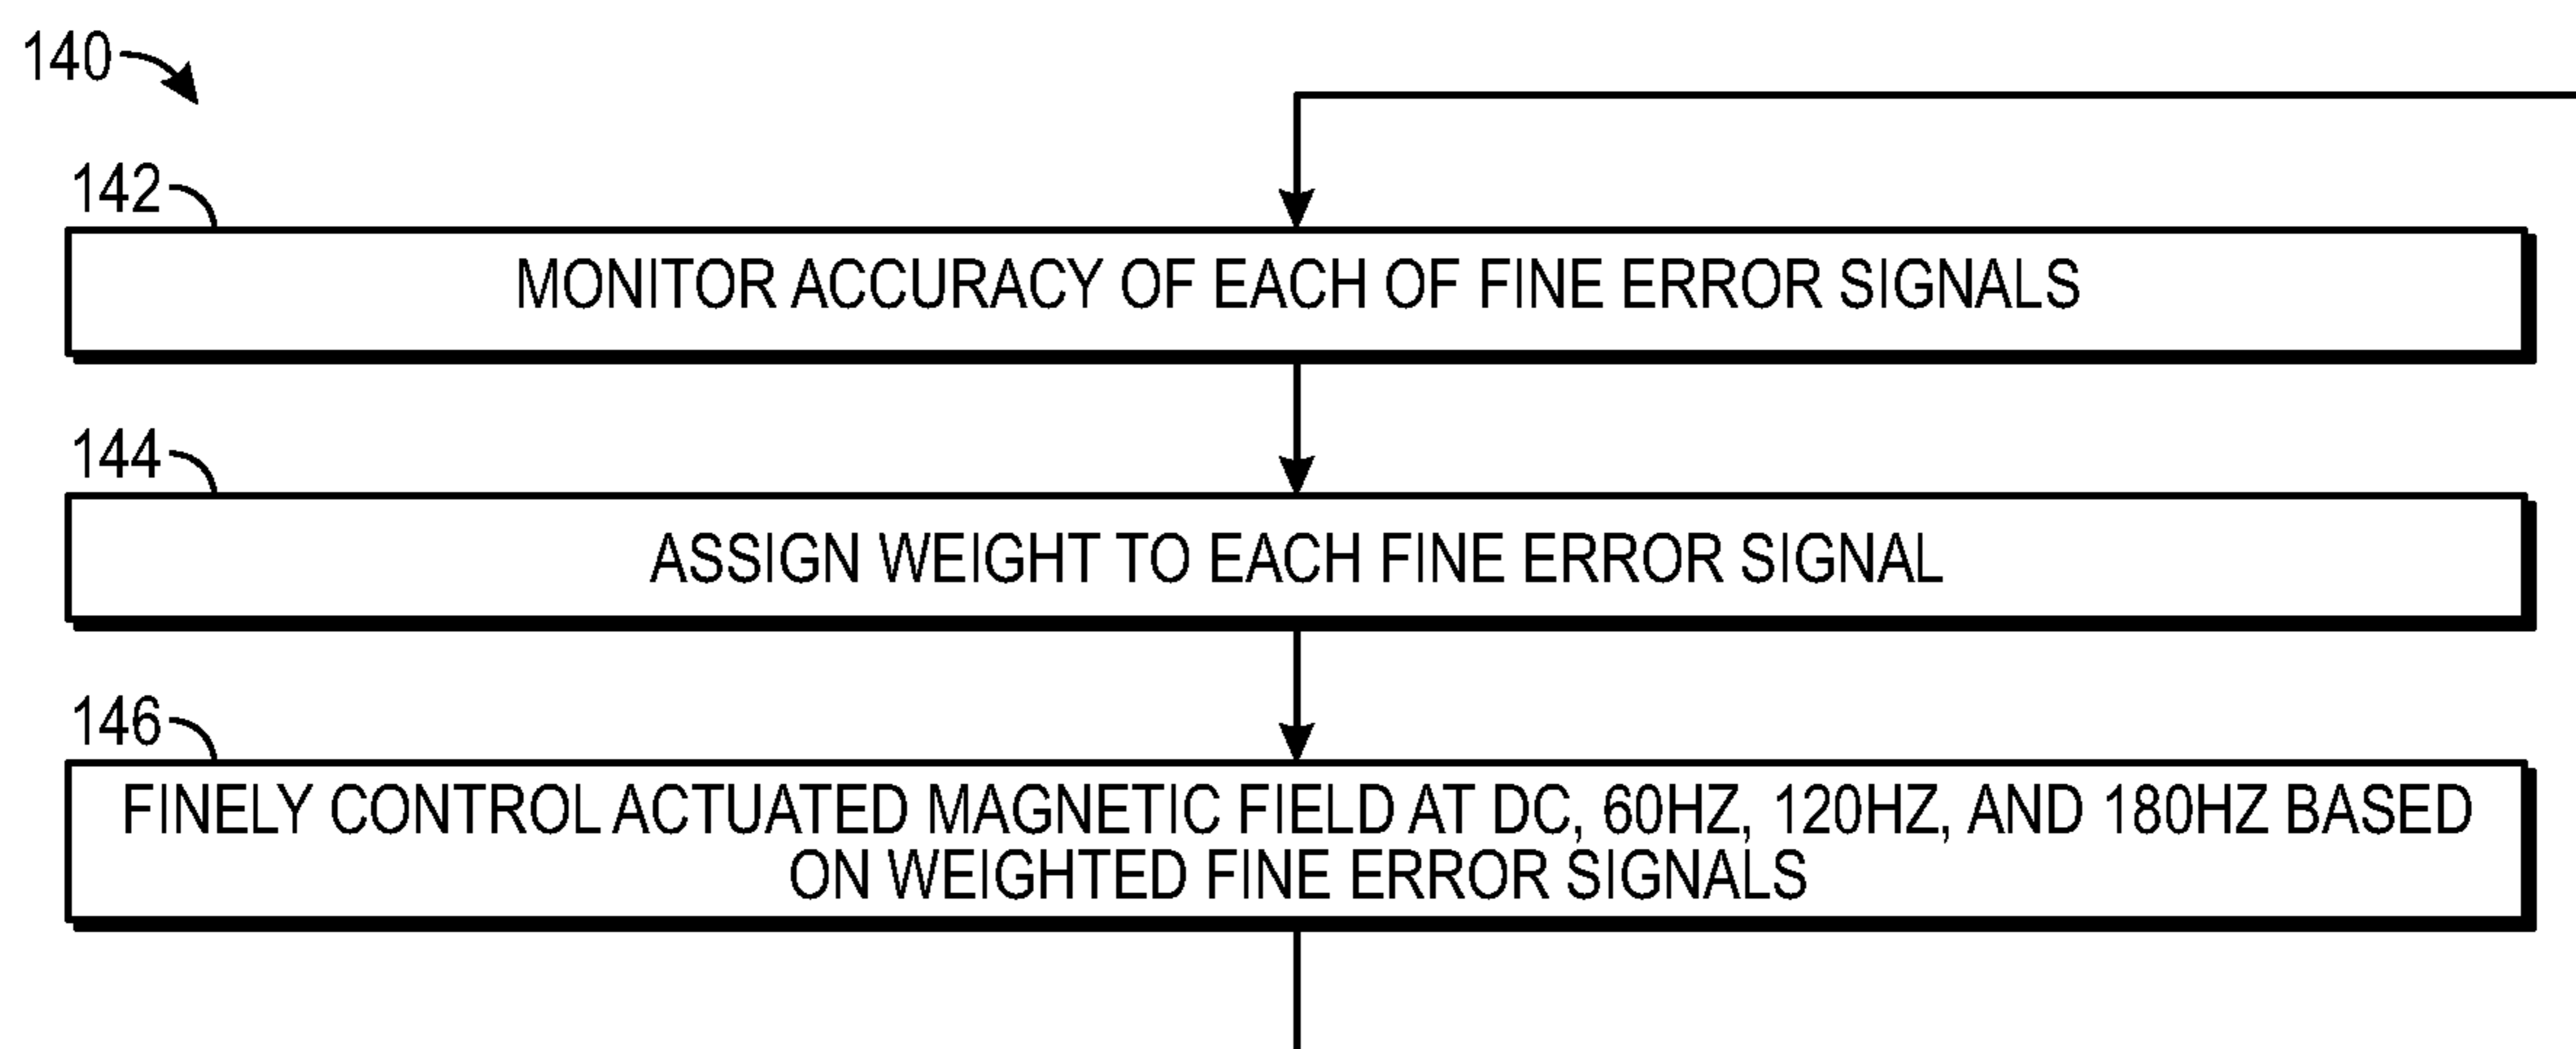 140
142
MONITOR ACCURACY OF EACH OF FINE ERROR SIGNALS
144
ASSIGN WEIGHT TO EACH FINE ERROR SIGNAL
146
FINELY CONTROL ACTUATED MAGNETIC FIELD AT DC, 60HZ, 120HZ, AND 180HZ BASED
ON WEIGHTED FINE ERROR SIGNALS